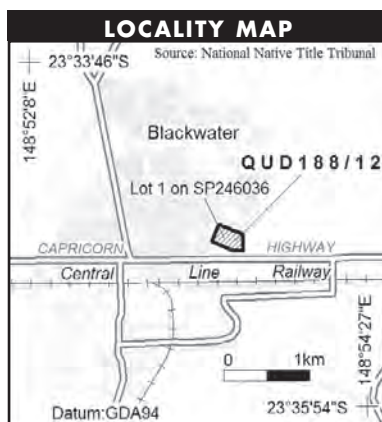 LOCALITY MAP
Source: National Native Title Tribunal
23°33'46"S
148°52'8"E
Blackwater
QUD188/12
Lot 1 on SP246036
CAPRICORN HIGHWAY
Central Line Railway
0 1km
148°54'27"E
Datum:GDA94
23°35'54"S